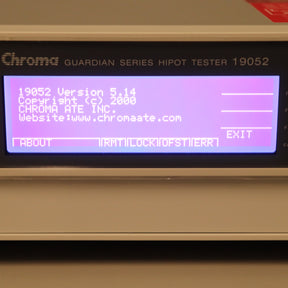 Chroma GUARDIAN SERIES HIPOT TESTER 19052
19052 Version 5.14
Copyright (c) 2000
CHROMA ATE INC.
Website:www.chromaate.com
EXIT
ABOUT RMT LOCK OFST ERR